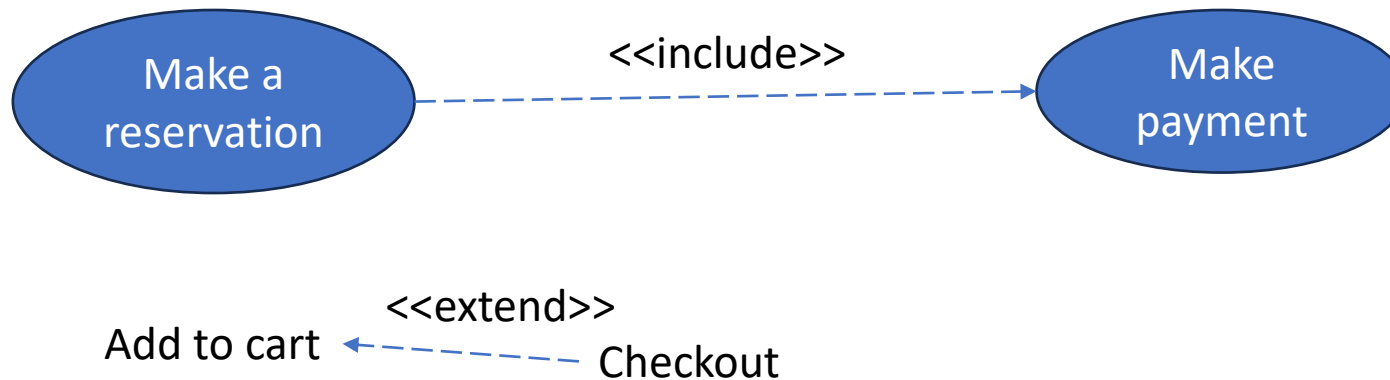 <<include>>
Make a
reservation
Make
payment
<<extend>>
Add to cart
Checkout